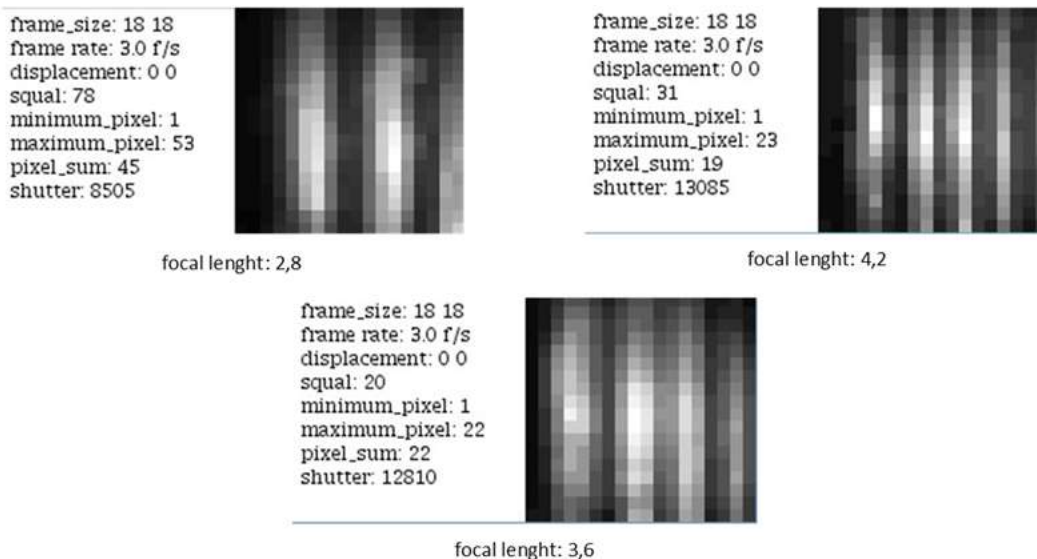 frame_size: 18 18
frame rate: 3.0 f/s
displacement: 0 0
squal: 78
minimum_pixel: 1
maximum_pixel: 53
pixel_sum: 45
shutter: 8505
focal lenght: 2,8
frame_size: 18 18
frame rate: 3.0 f/s
displacement: 0 0
squal: 31
minimum_pixel: 1
maximum_pixel: 23
pixel_sum: 19
shutter: 13085
focal lenght: 4,2
frame_size: 18 18
frame rate: 3.0 f/s
displacement: 0 0
squal: 20
minimum_pixel: 1
maximum_pixel: 22
pixel_sum: 22
shutter: 12810
focal lenght: 3,6